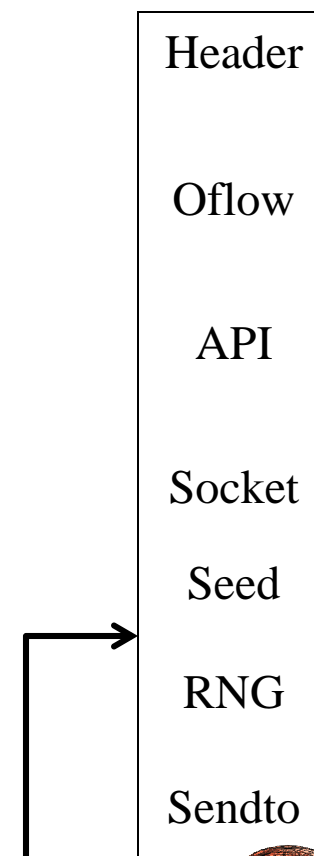 Header
Oflow
API
Socket
Seed
RNG
Sendto